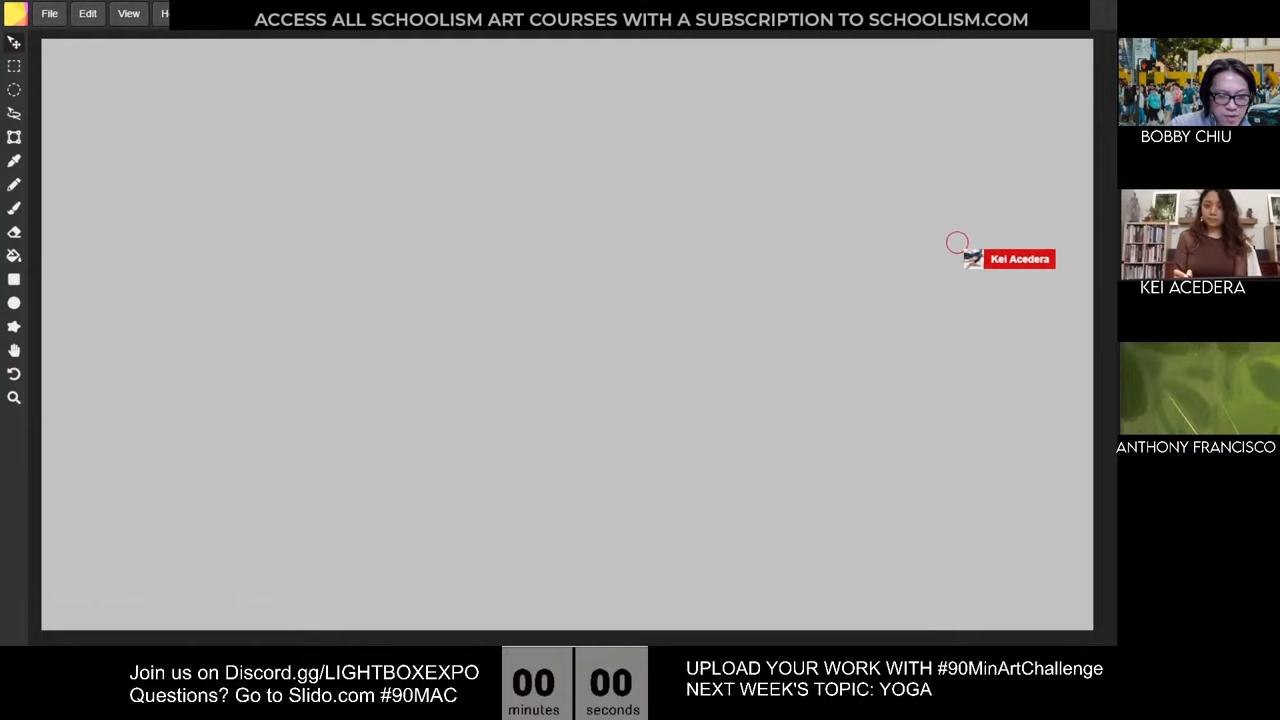 File Edit View H
ACCESS ALL SCHOOLISM ART COURSES WITH A SUBSCRIPTION TO SCHOOLISM.COM
BOBBY CHIU
Kei Acedera
KEI ACEDERA
ANTHONY FRANCISCO
Join us on Discord.gg/LIGHTBOXEXPO
Questions? Go to Slido.com #90MAC
00 00
minutes seconds
UPLOAD YOUR WORK WITH #90MinArtChallenge
NEXT WEEK'S TOPIC: YOGA